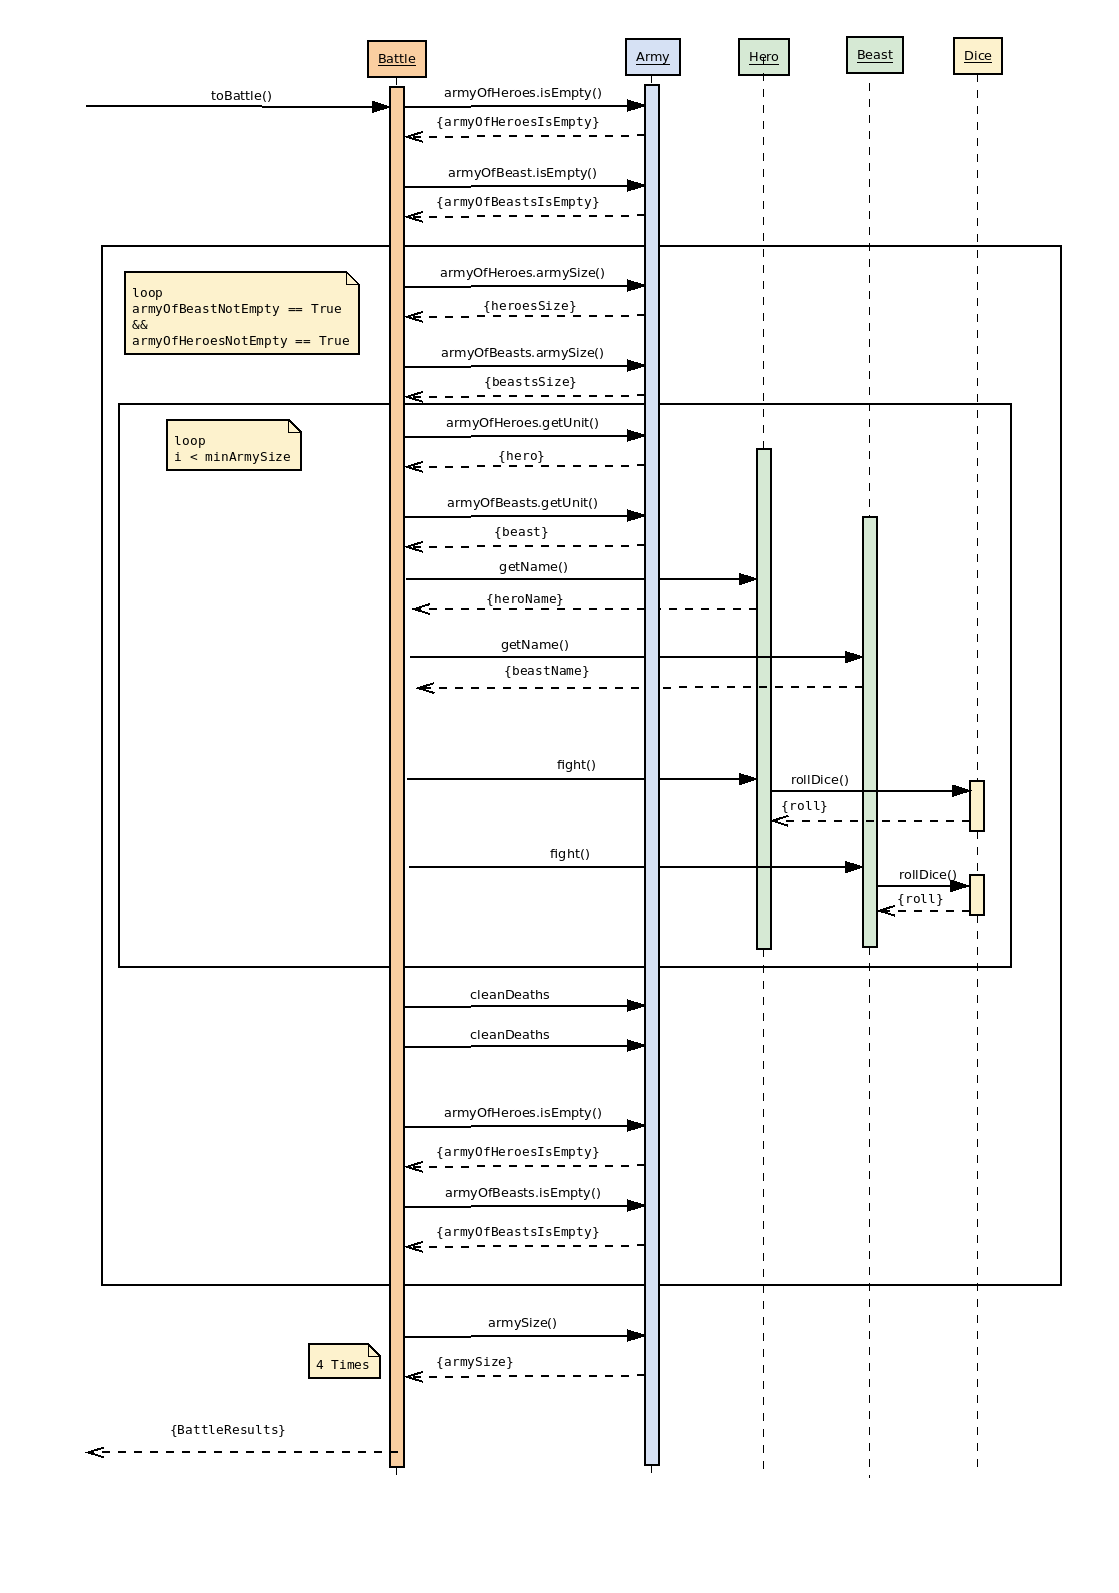 Battle
Army
Hero
Beast
Dice
toBattle()
armyOfHeroes.isEmpty()
{armyOfHeroesIsEmpty}
armyOfBeast.isEmpty()
{armyOfBeastsIsEmpty}
loop
armyOfBeastNotEmpty == True
&&
armyOfHeroesNotEmpty == True
armyOfHeroes.armySize()
{heroesSize}
armyOfBeasts.armySize()
{beastsSize}
loop
i < minArmySize
armyOfHeroes.getUnit()
{hero}
armyOfBeasts.getUnit()
{beast}
getName()
{heroName}
getName()
{beastName}
fight()
rollDice()
{roll}
fight()
rollDice()
{roll}
cleanDeaths
cleanDeaths
armyOfHeroes.isEmpty()
{armyOfHeroesIsEmpty}
armyOfBeasts.isEmpty()
{armyOfBeastsIsEmpty}
armySize()
4 Times
{armySize}
{BattleResults}